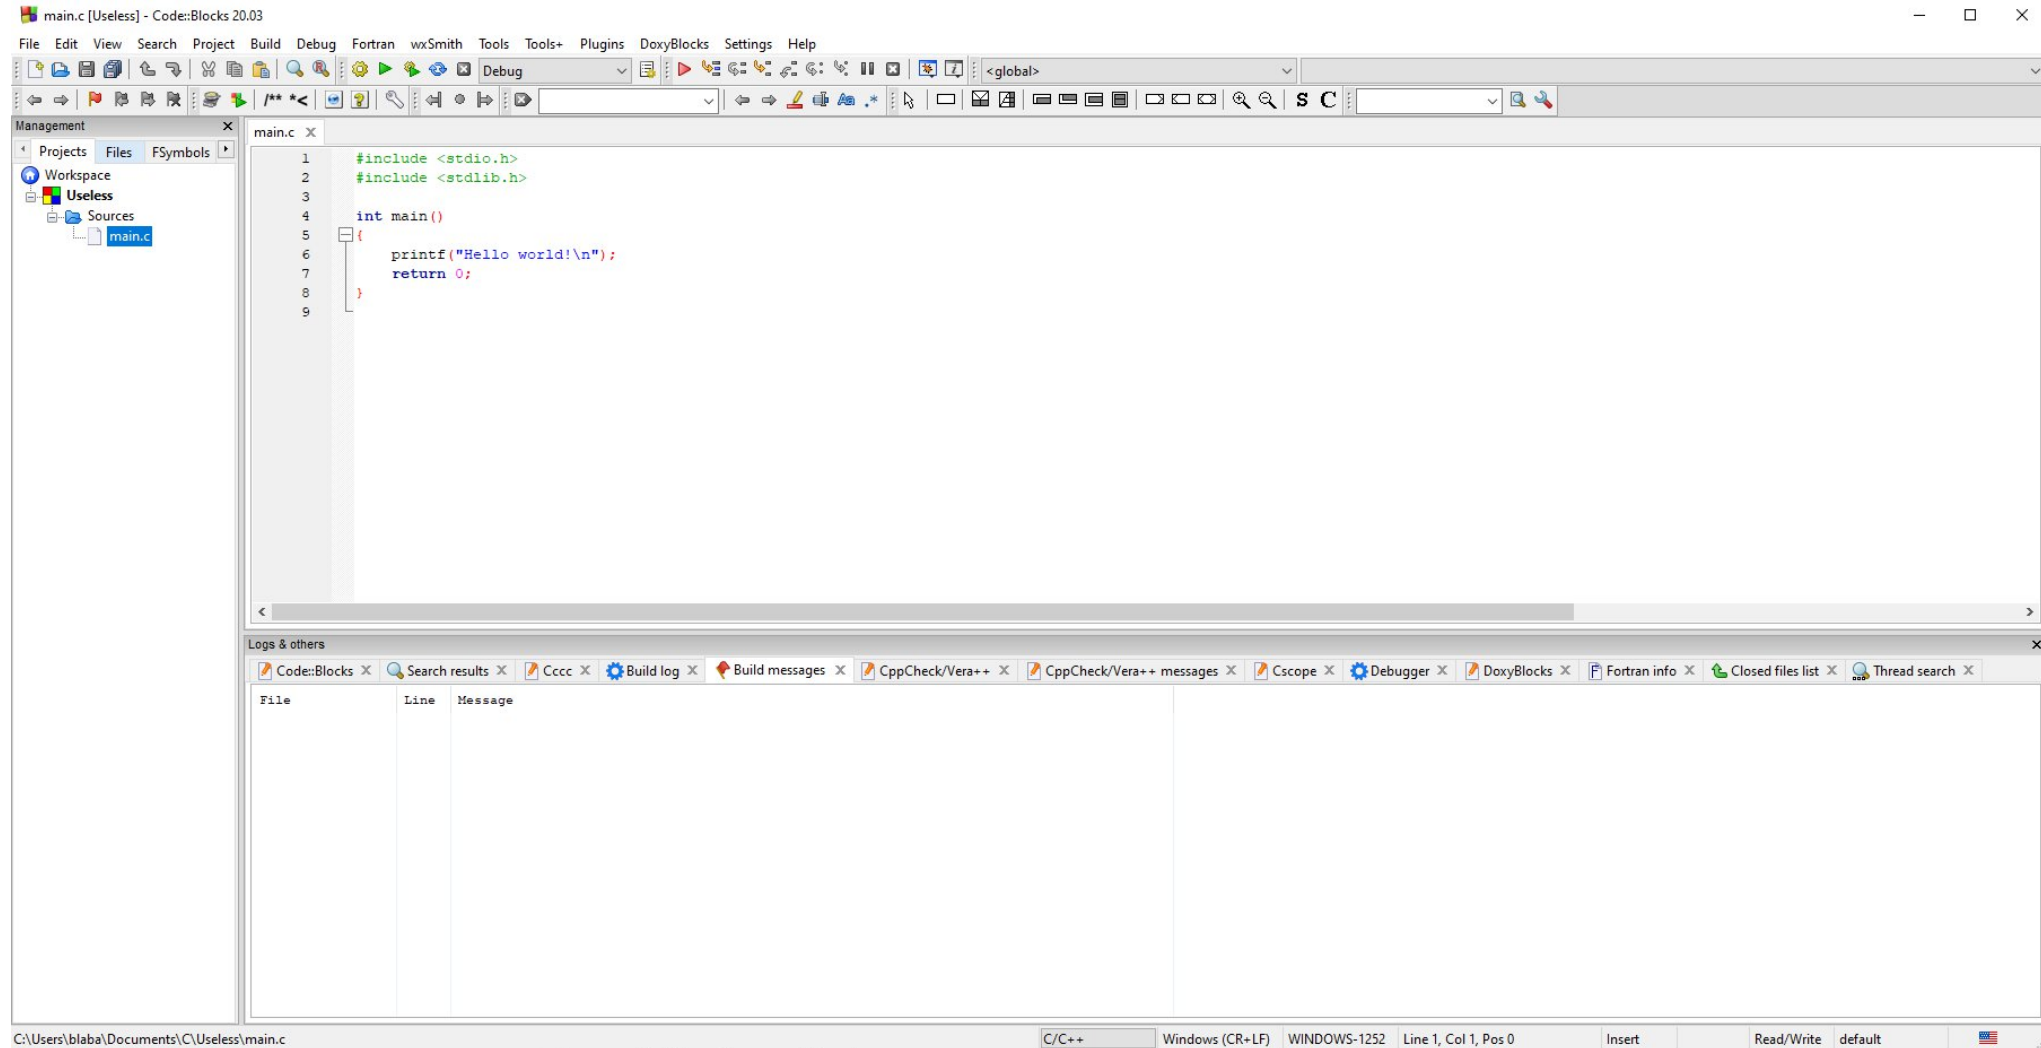 main.c [Useless] - Code::Blocks 20.03
File Edit View Search Project Build Debug Fortran wxSmith Tools Tools+ Plugins DoxyBlocks Settings Help
Debug <global>
/** *< Aa .* S C
Management
Projects Files FSymbols
Workspace
Useless
Sources
main.c
main.c
1 #include <stdio.h>
2 #include <stdlib.h>
3
4 int main()
5 {
6 printf("Hello world!\n");
7 return 0;
8 }
9
Logs & others
Code::Blocks Search results Cccc Build log Build messages CppCheck/Vera++ CppCheck/Vera++ messages Cscope Debugger DoxyBlocks Fortran info Closed files list Thread search
File Line Message
C:\Users\blaba\Documents\C\Useless\main.c C/C++ Windows (CR+LF) WINDOWS-1252 Line 1, Col 1, Pos 0 Insert Read/Write default